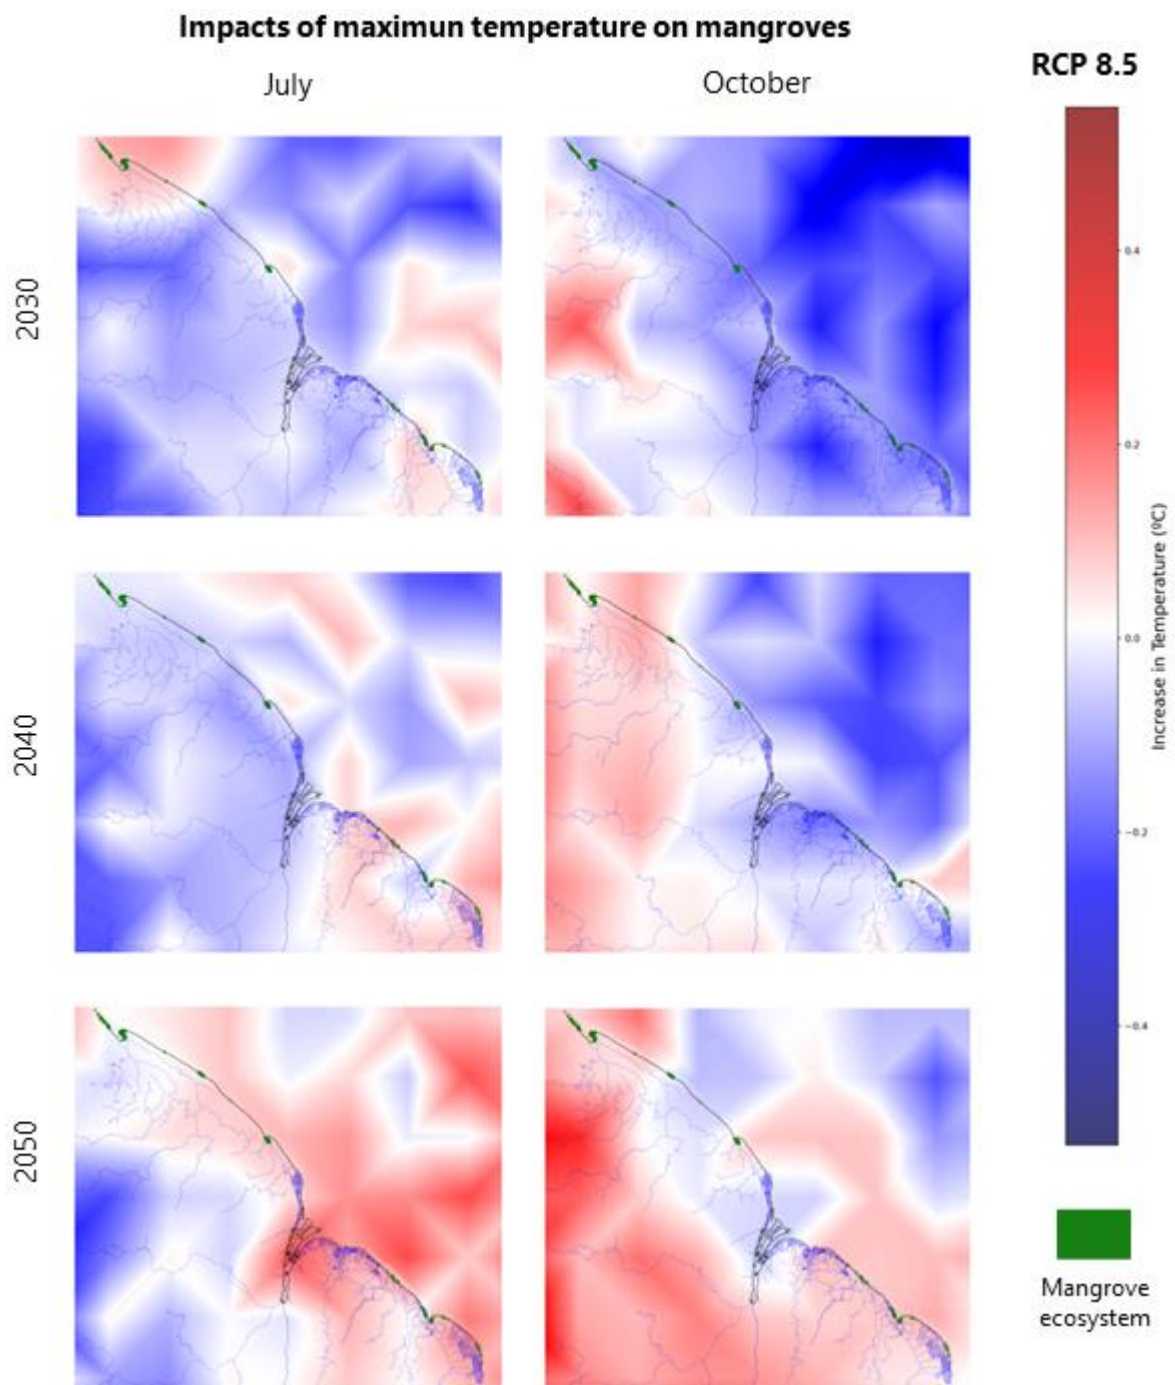 Impacts of maximun temperature on mangroves
July
October
RCP 8.5
2030
2040
2050
0.4
0.2
0.0
−0.2
−0.4
Increase in Temperature (ºC)
Mangrove
ecosystem